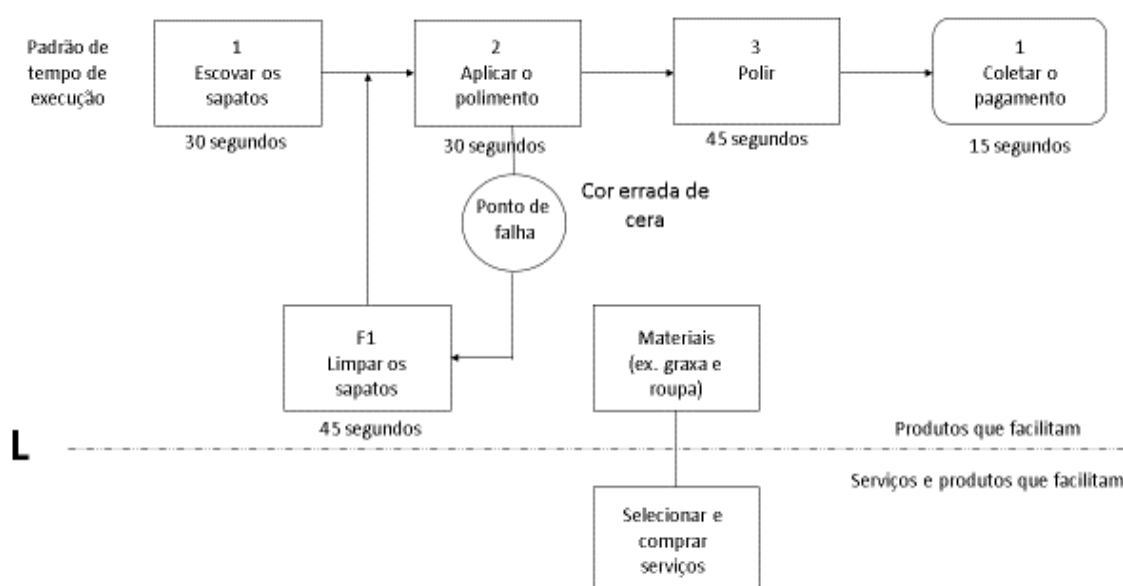 Padrão de
tempo de
execução
1
Escovar os
sapatos
30 segundos
2
Aplicar o
polimento
30 segundos
3
Polir
45 segundos
1
Coletar o
pagamento
15 segundos
Ponto de
falha
Cor errada de
cera
F1
Limpar os
sapatos
45 segundos
Materiais
(ex. graxa e
roupa)
L
Produtos que facilitam
Serviços e produtos que facilitam
Selecionar e
comprar
serviços